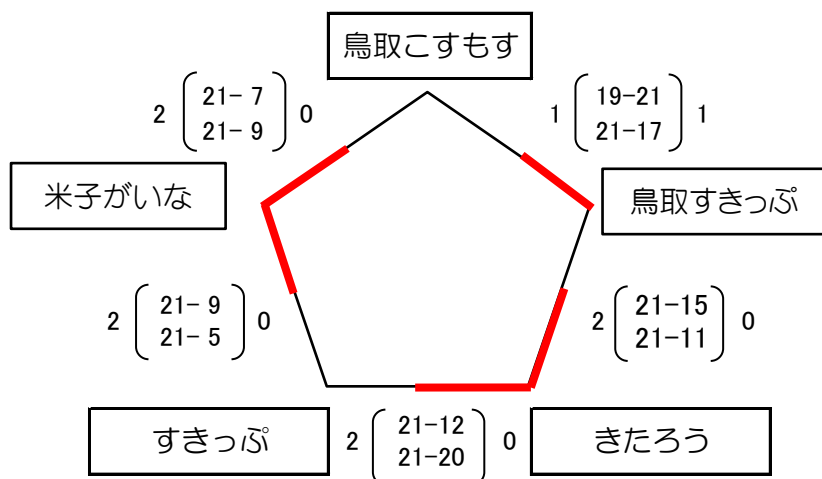 鳥取こすもす
2 21- 7 0
21- 9
1 19-21 1
21-17
米子がいな
鳥取すきっぷ
2 21- 9 0
21- 5
2 21-15 0
21-11
すきっぷ
2 21-12 0
21-20
きたろう